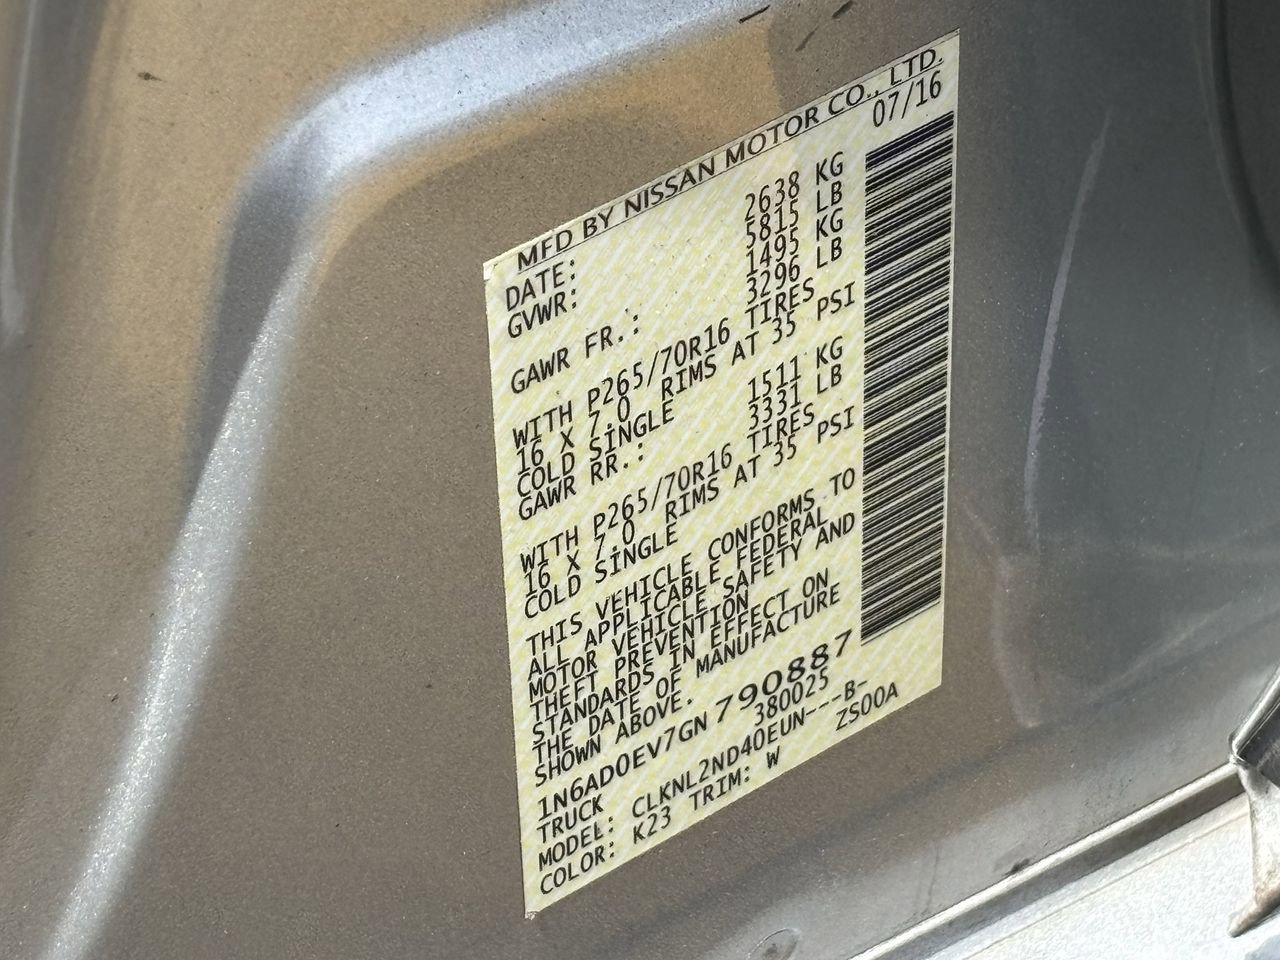 MFD BY NISSAN MOTOR CO., LTD.
DATE: 07/16
GVWR: 2638 KG
5815 LB
GAWR FR.: 1495 KG
3296 LB
WITH P265/70R16 TIRES
16 X 7.0 RIMS AT 35 PSI
COLD SINGLE
GAWR RR.: 1511 KG
3331 LB
WITH P265/70R16 TIRES
16 X 7.0 RIMS AT 35 PSI
COLD SINGLE
THIS VEHICLE CONFORMS TO
ALL APPLICABLE FEDERAL
MOTOR VEHICLE SAFETY AND
THEFT PREVENTION
STANDARDS IN EFFECT ON
THE DATE OF MANUFACTURE
SHOWN ABOVE.
1N6AD0EV7GN790887
TRUCK 380025
MODEL: CLKNL2ND40EUN---B-
COLOR: K23 TRIM: W ZS00A